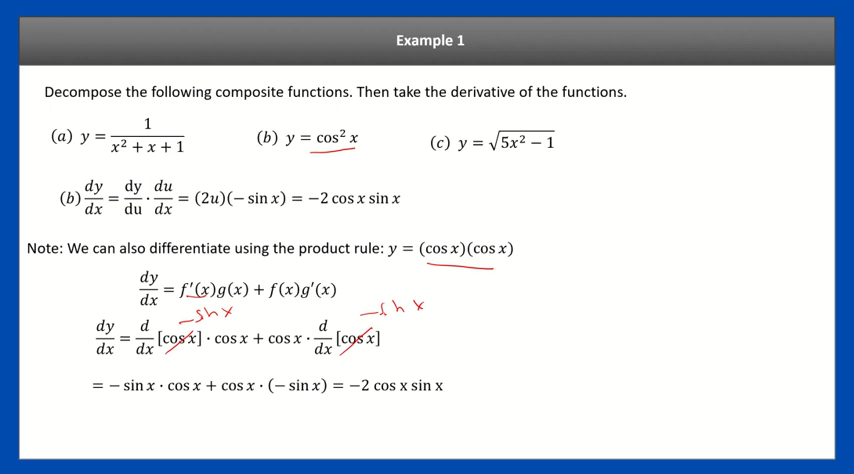 Example 1
Decompose the following composite functions. Then take the derivative of the functions.
(a) y = 1/(x² + x + 1) (b) y = cos² x (c) y = √(5x² − 1)
(b) dy/dx = dy/du · du/dx = (2u)(− sin x) = −2 cos x sin x
Note: We can also differentiate using the product rule: y = (cos x)(cos x)
dy/dx = f′(x)g(x) + f(x)g′(x)
−sin x −sin x
dy/dx = d/dx [cos x] · cos x + cos x · d/dx [cos x]
= − sin x · cos x + cos x · (− sin x) = −2 cos x sin x